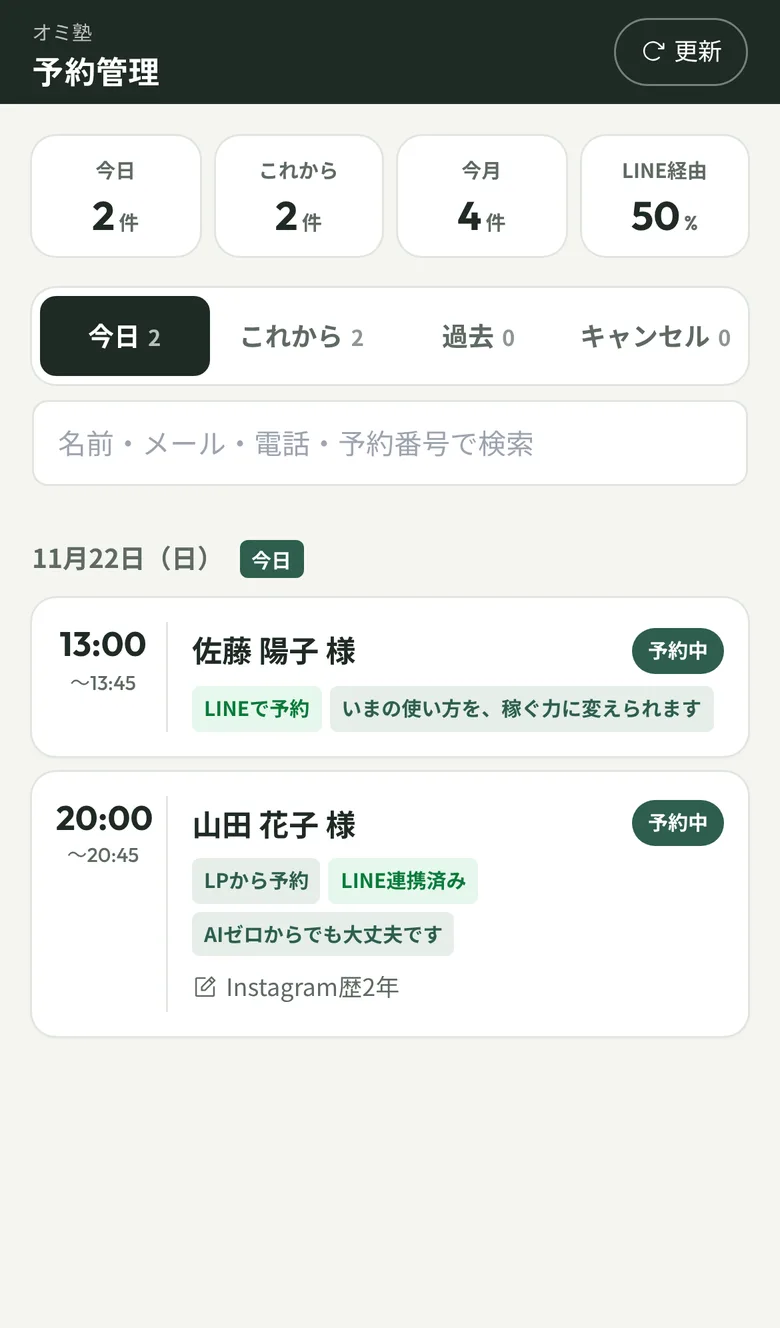 オミ塾
予約管理
更新
今日
2件
これから
2件
今月
4件
LINE経由
50%
今日 2 これから 2 過去 0 キャンセル 0
名前・メール・電話・予約番号で検索
11月22日（日） 今日
13:00
〜13:45
佐藤 陽子 様
予約中
LINEで予約 いまの使い方を、稼ぐ力に変えられます
20:00
〜20:45
山田 花子 様
予約中
LPから予約 LINE連携済み
AIゼロからでも大丈夫です
Instagram歴2年